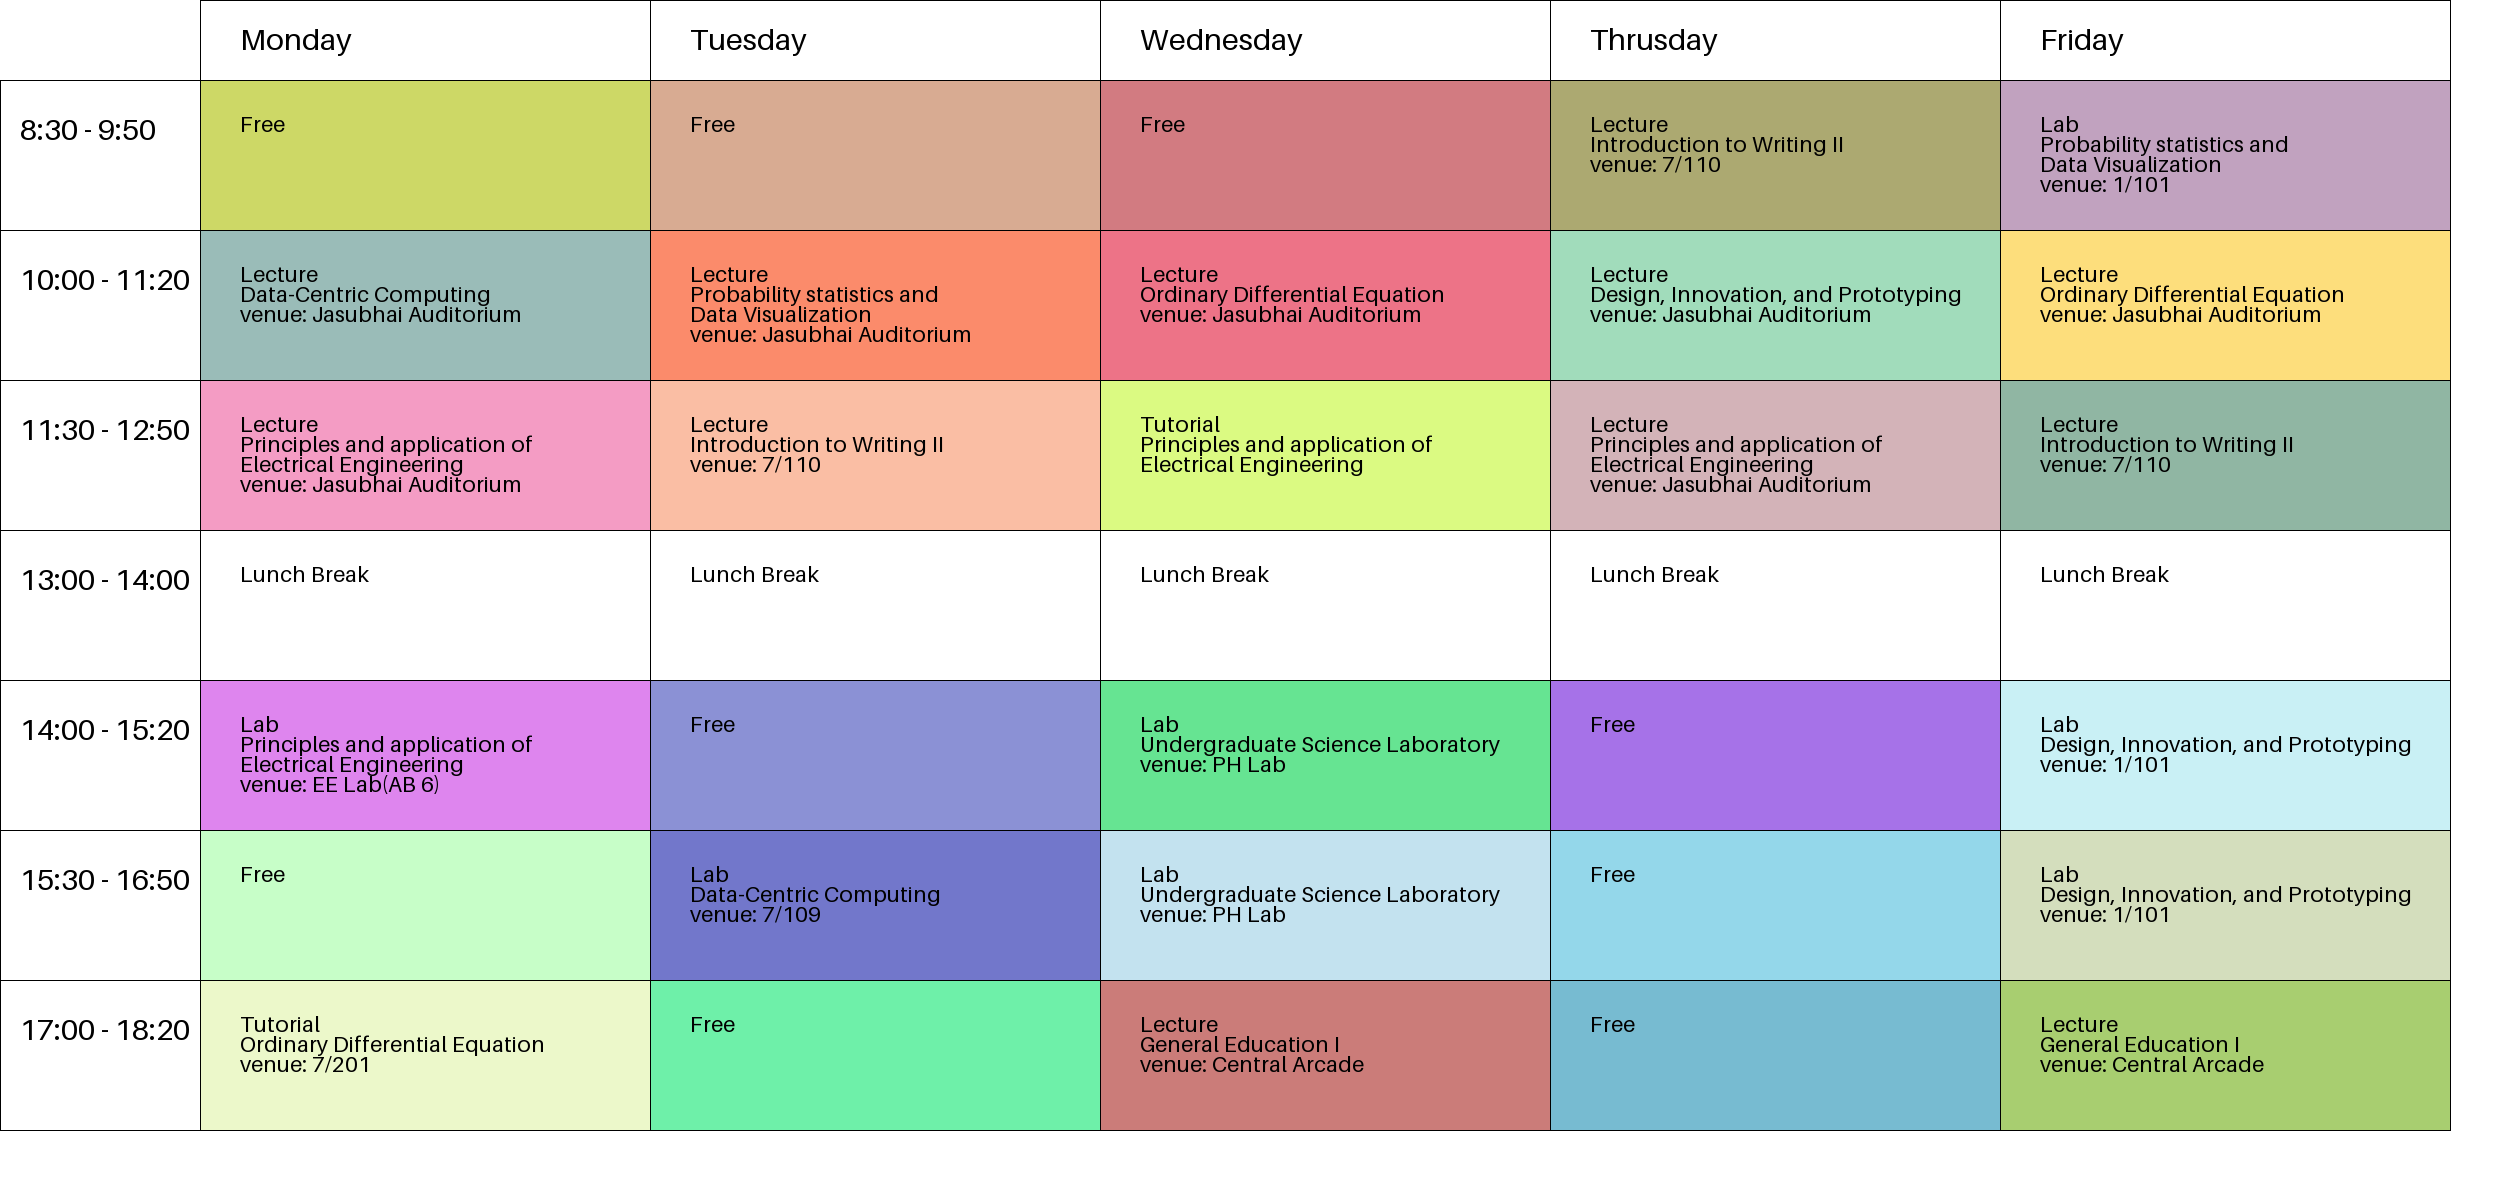 Monday
Tuesday
Wednesday
Thrusday
Friday
8:30 - 9:50
Free
Free
Free
Lecture
Introduction to Writing II
venue: 7/110
Lab
Probability statistics and
Data Visualization
venue: 1/101
10:00 - 11:20
Lecture
Data-Centric Computing
venue: Jasubhai Auditorium
Lecture
Probability statistics and
Data Visualization
venue: Jasubhai Auditorium
Lecture
Ordinary Differential Equation
venue: Jasubhai Auditorium
Lecture
Design, Innovation, and Prototyping
venue: Jasubhai Auditorium
Lecture
Ordinary Differential Equation
venue: Jasubhai Auditorium
11:30 - 12:50
Lecture
Principles and application of
Electrical Engineering
venue: Jasubhai Auditorium
Lecture
Introduction to Writing II
venue: 7/110
Tutorial
Principles and application of
Electrical Engineering
Lecture
Principles and application of
Electrical Engineering
venue: Jasubhai Auditorium
Lecture
Introduction to Writing II
venue: 7/110
13:00 - 14:00
Lunch Break
Lunch Break
Lunch Break
Lunch Break
Lunch Break
14:00 - 15:20
Lab
Principles and application of
Electrical Engineering
venue: EE Lab(AB 6)
Free
Lab
Undergraduate Science Laboratory
venue: PH Lab
Free
Lab
Design, Innovation, and Prototyping
venue: 1/101
15:30 - 16:50
Free
Lab
Data-Centric Computing
venue: 7/109
Lab
Undergraduate Science Laboratory
venue: PH Lab
Free
Lab
Design, Innovation, and Prototyping
venue: 1/101
17:00 - 18:20
Tutorial
Ordinary Differential Equation
venue: 7/201
Free
Lecture
General Education I
venue: Central Arcade
Free
Lecture
General Education I
venue: Central Arcade